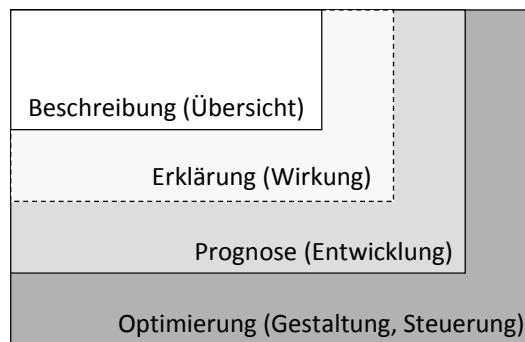 Beschreibung (Übersicht)
Erklärung (Wirkung)
Prognose (Entwicklung)
Optimierung (Gestaltung, Steuerung)